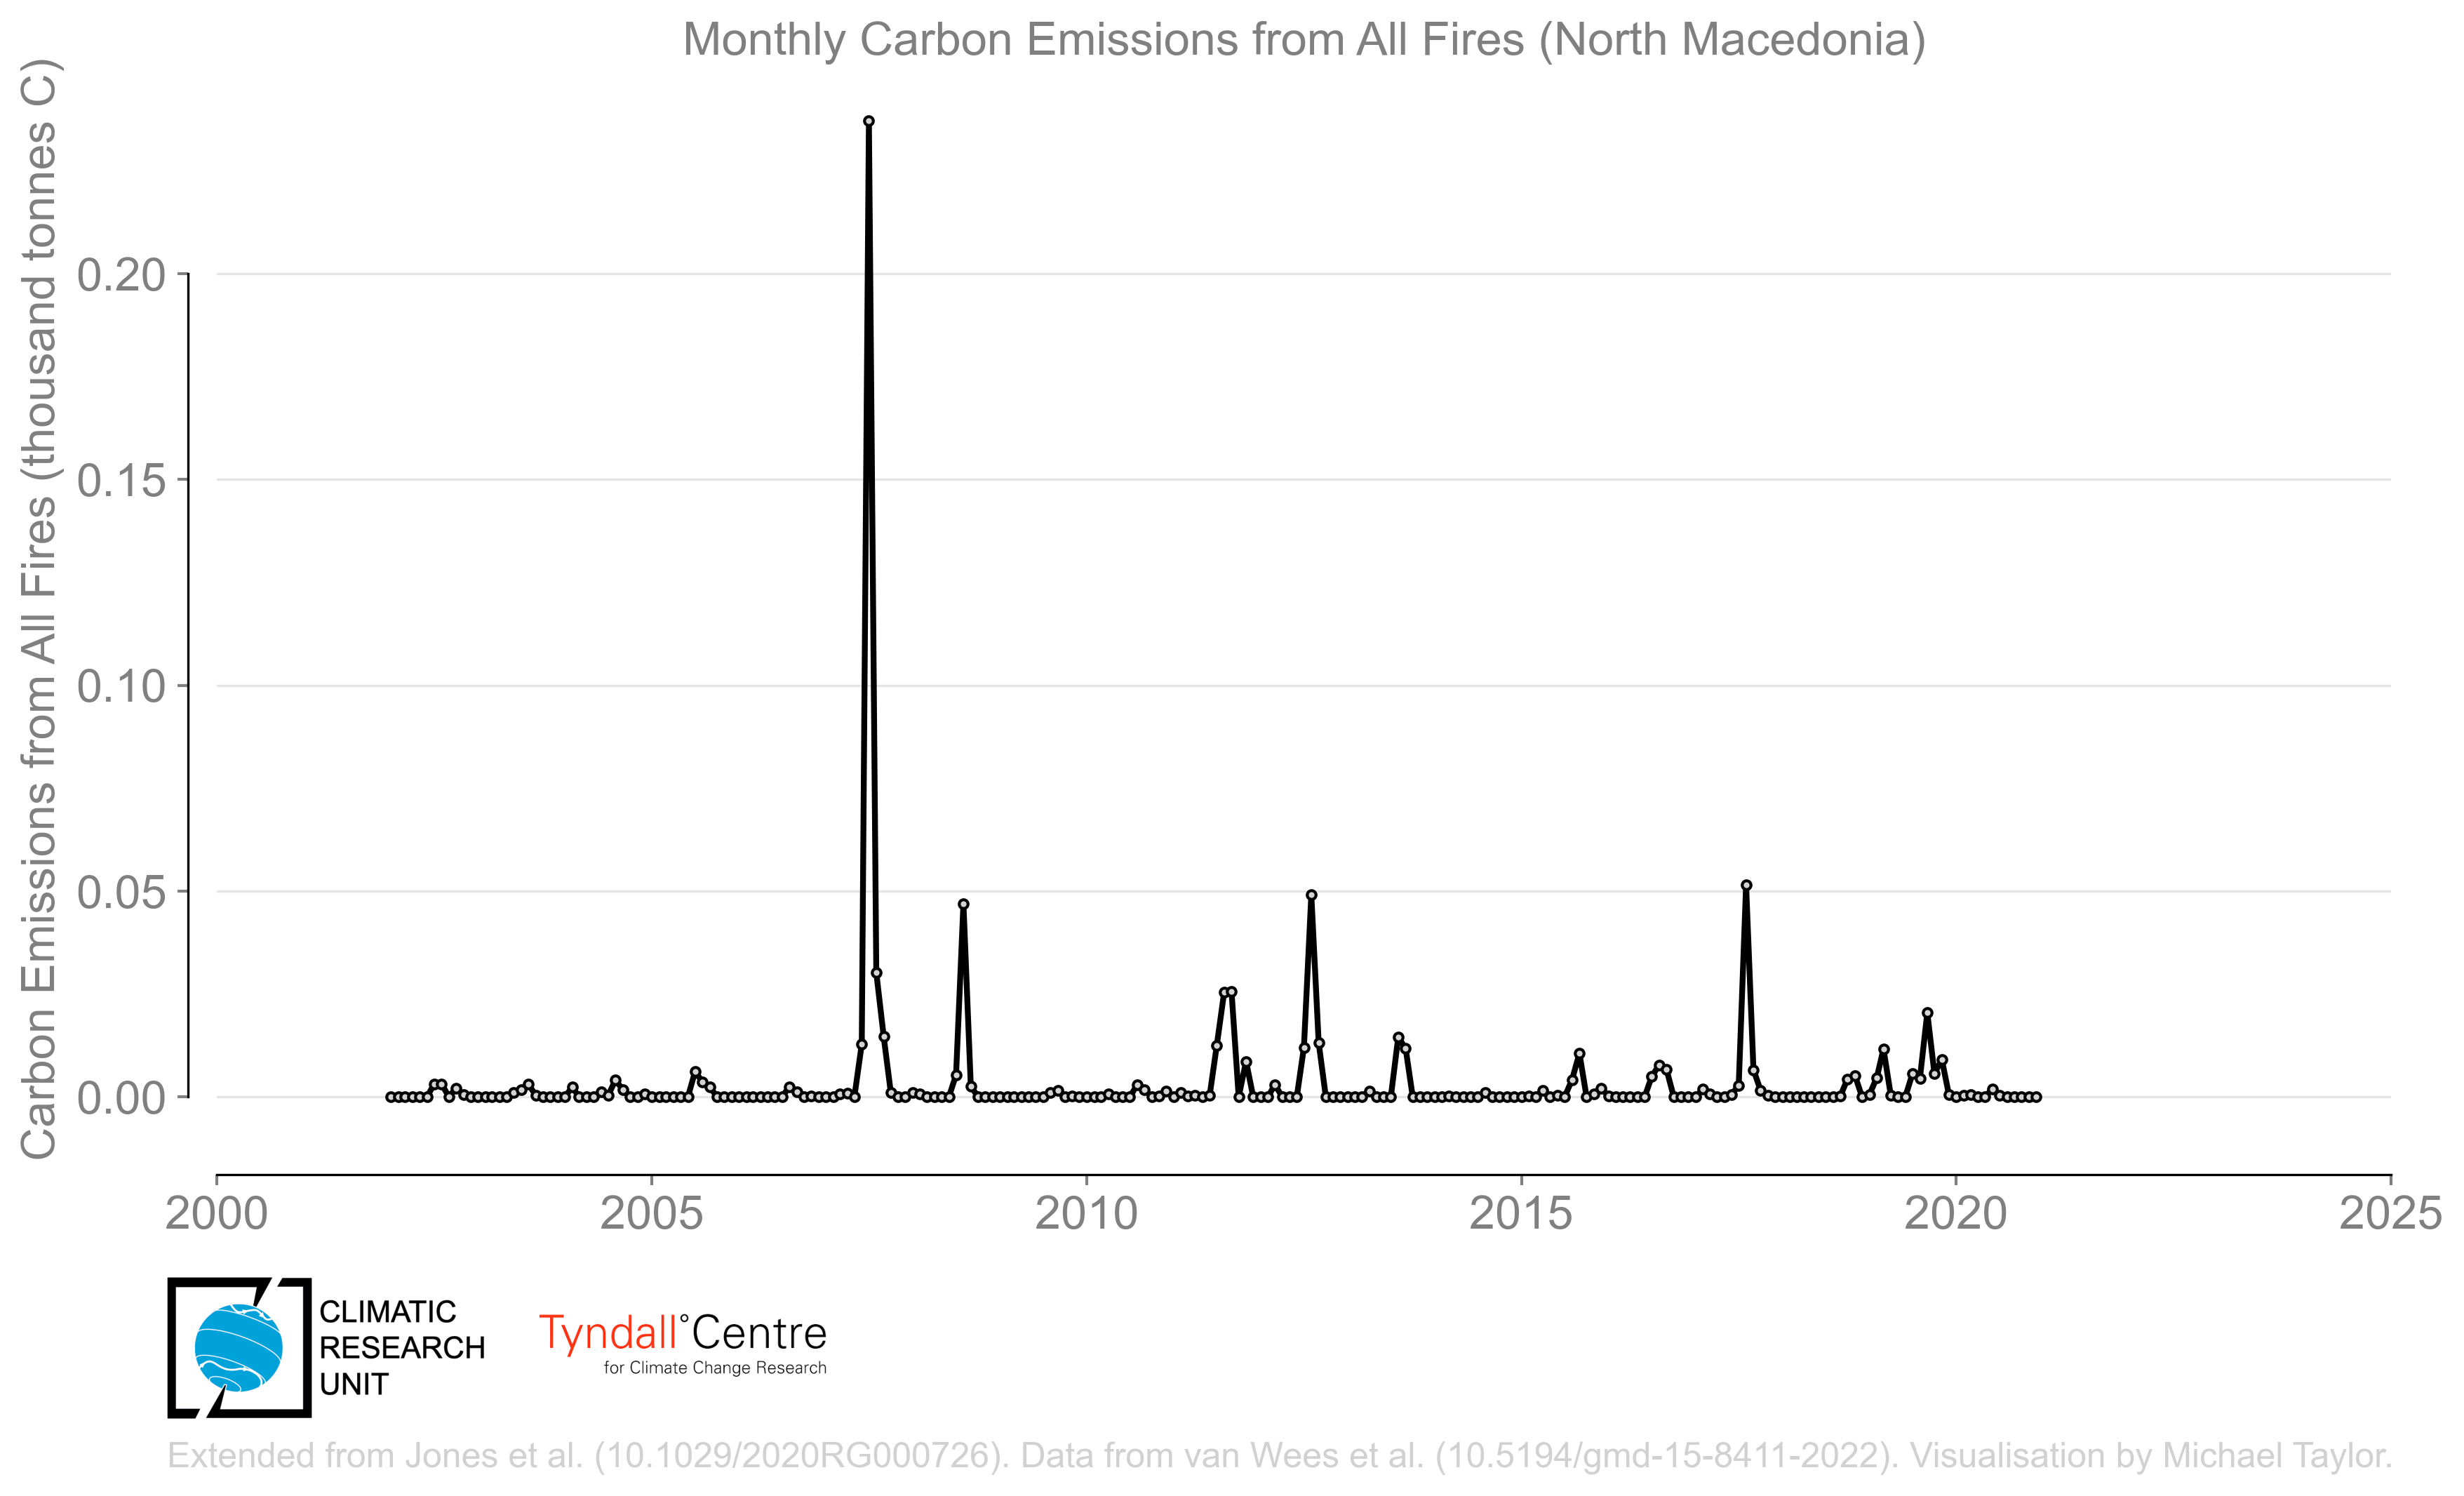 Monthly Carbon Emissions from All Fires (North Macedonia)
Carbon Emissions from All Fires (thousand tonnes C)
0.20
0.15
0.10
0.05
0.00
2000 2005 2010 2015 2020 2025
CLIMATIC
RESEARCH
UNIT
Tyndall°Centre
for Climate Change Research
Extended from Jones et al. (10.1029/2020RG000726). Data from van Wees et al. (10.5194/gmd-15-8411-2022). Visualisation by Michael Taylor.